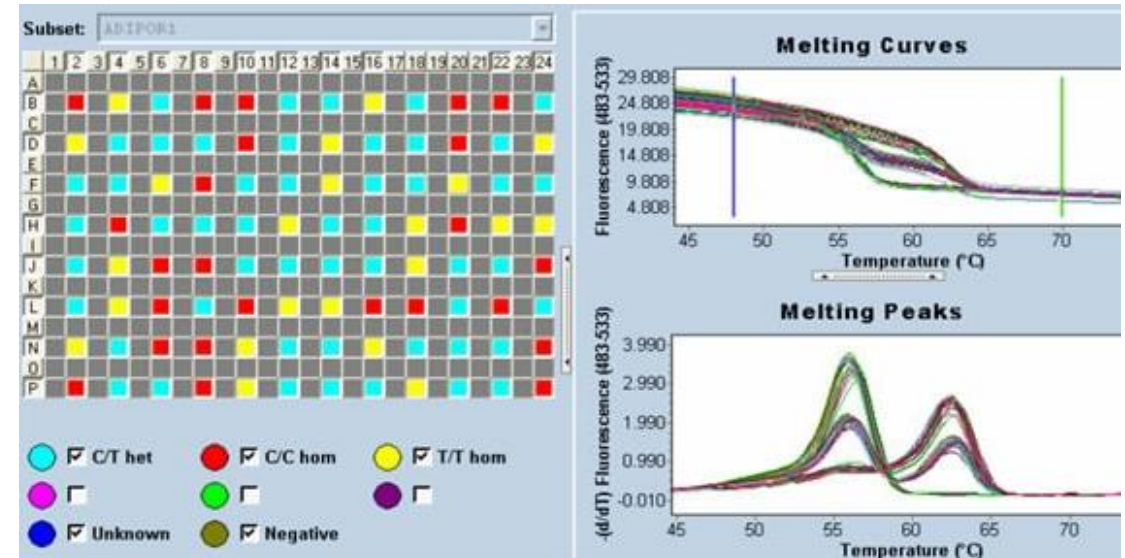 Subset: ADIPOR1
1 2 3 4 5 6 7 8 9 10 11 12 13 14 15 16 17 18 19 20 21 22 23 24
A
B
C
D
E
F
G
H
I
J
K
L
M
N
O
P
C/T het C/C hom T/T hom
Unknown Negative
Melting Curves
Fluorescence (483-533)
29.808
24.808
19.808
14.808
9.808
4.808
45 50 55 60 65 70
Temperature (°C)
Melting Peaks
-(d/dT) Fluorescence (483-533)
3.990
2.990
1.990
0.990
-0.010
45 50 55 60 65 70
Temperature (°C)